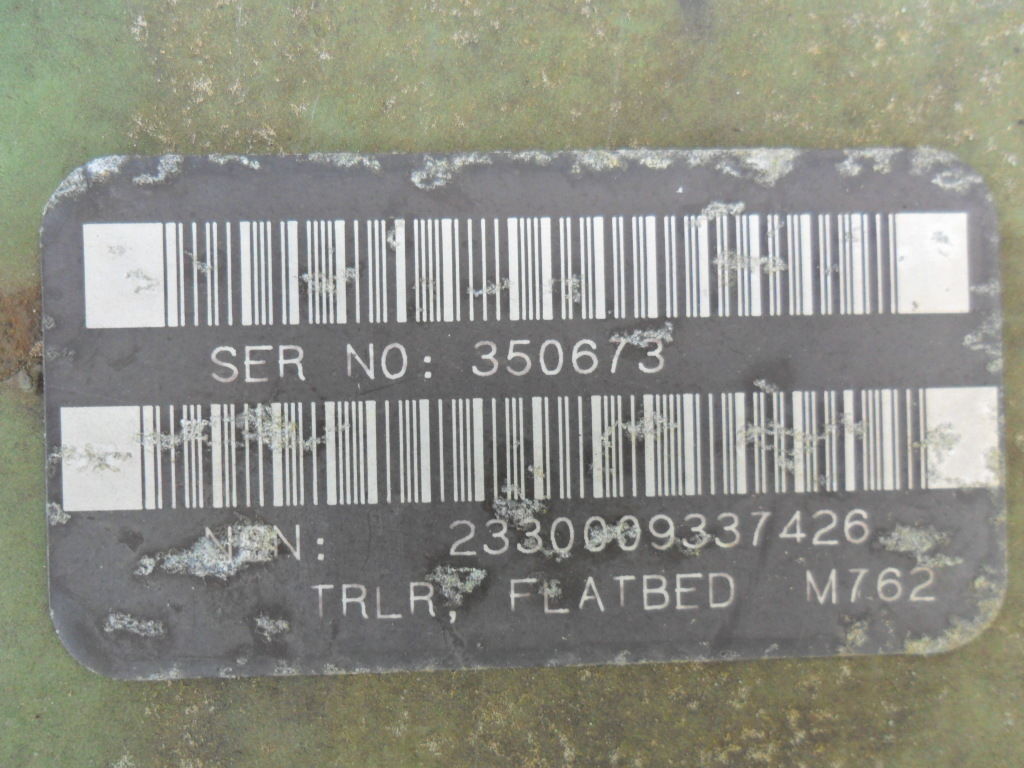 SER NO: 350673
NSN: 2330009337426
TRLR, FLATBED M762